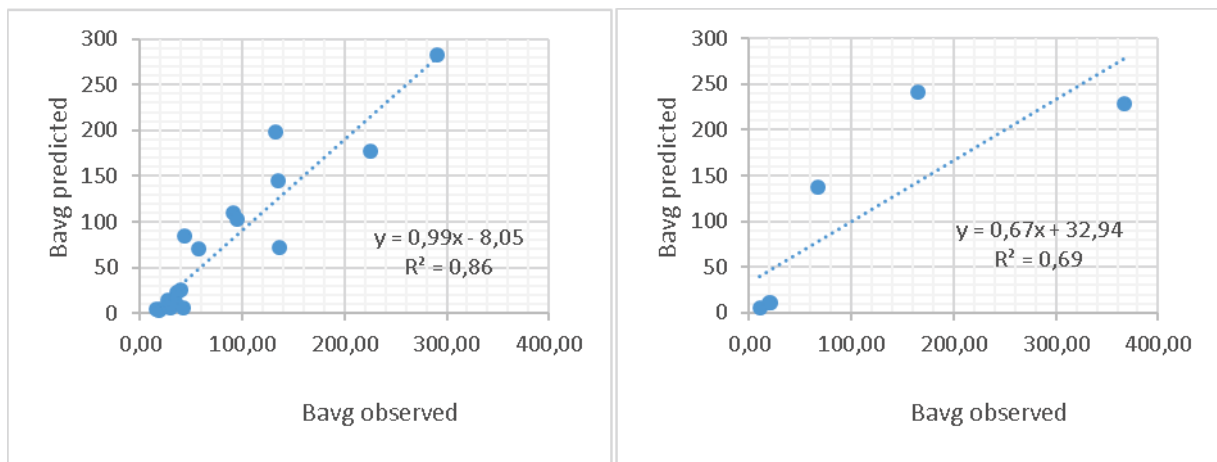 300
250
200
150
100
50
0
Bavg predicted
y = 0,99x - 8,05
R² = 0,86
0,00 100,00 200,00 300,00 400,00
Bavg observed
300
250
200
150
100
50
0
Bavg predicted
y = 0,67x + 32,94
R² = 0,69
0,00 100,00 200,00 300,00 400,00
Bavg observed